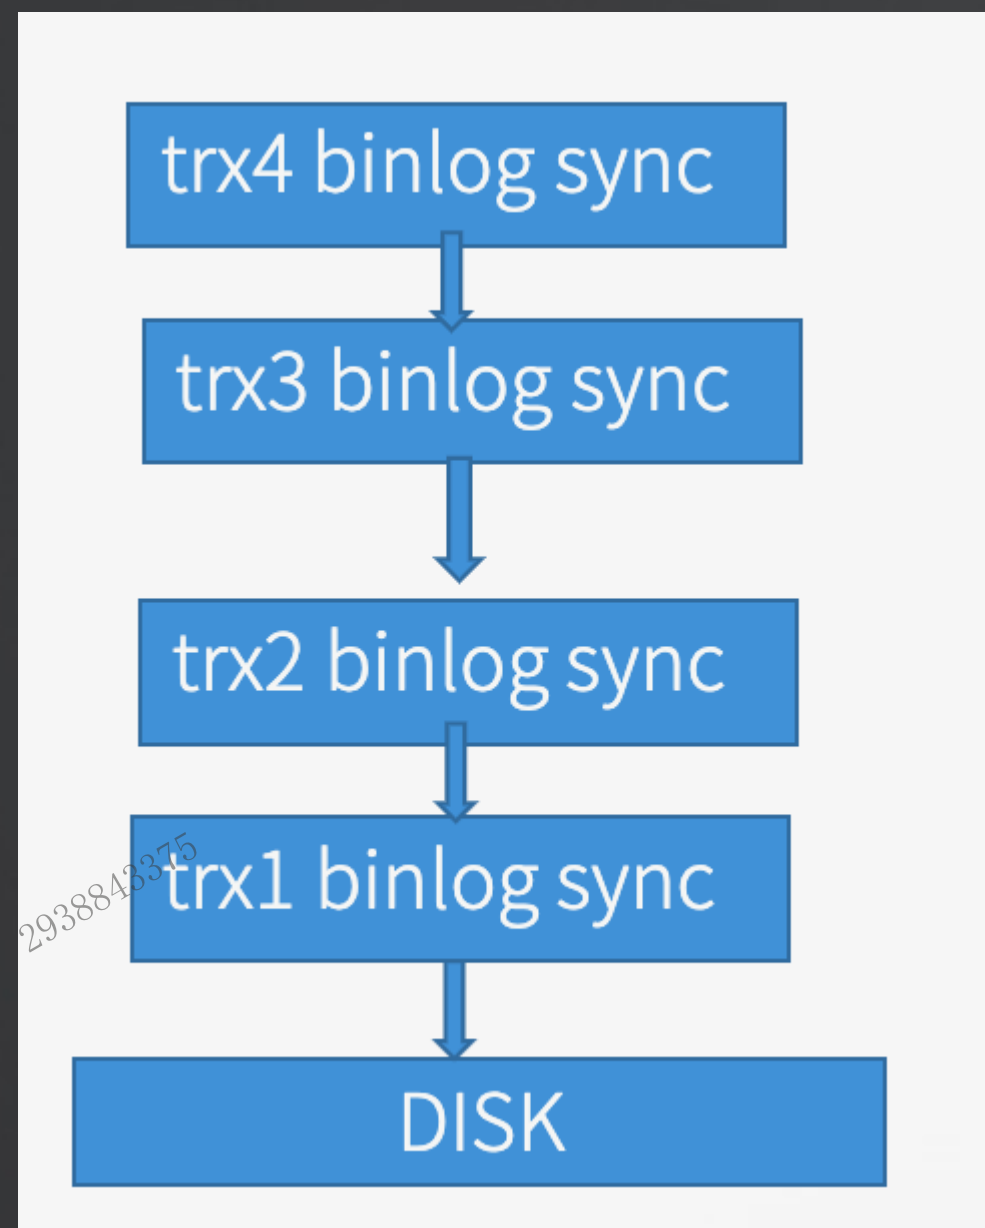 trx4 binlog sync
trx3 binlog sync
trx2 binlog sync
trx1 binlog sync
2938843375
DISK